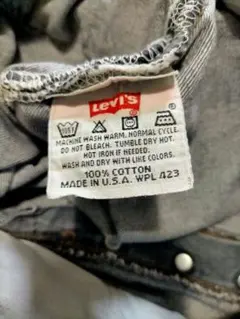 Levi's
MACHINE WASH WARM. NORMAL CYCLE.
DO NOT BLEACH. TUMBLE DRY HOT.
HOT IRON IF NEEDED.
WASH AND DRY WITH LIKE COLORS.
100% COTTON
MADE IN U.S.A. WPL 423